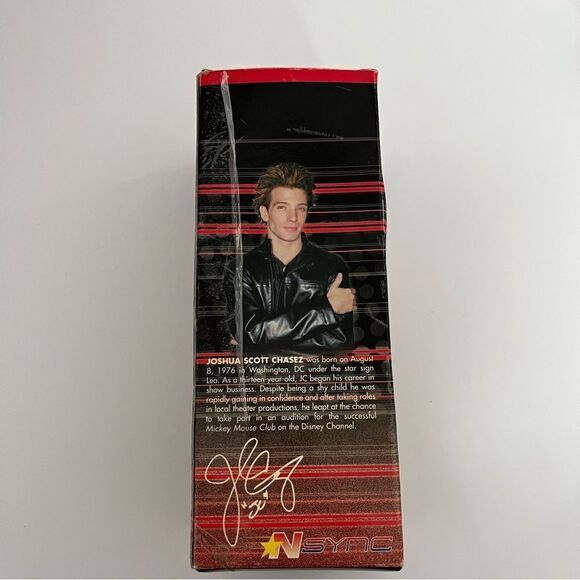 JOSHUA SCOTT CHASEZ was born on August
8, 1976 in Washington, DC under the star sign
Leo. As a thirteen-year-old, JC began his career in
show business. Despite being a shy child he was
rapidly gaining in confidence and after taking roles
in local theater productions, he leapt at the chance
to take part in an audition for the successful
Mickey Mouse Club on the Disney Channel.
NSYNC